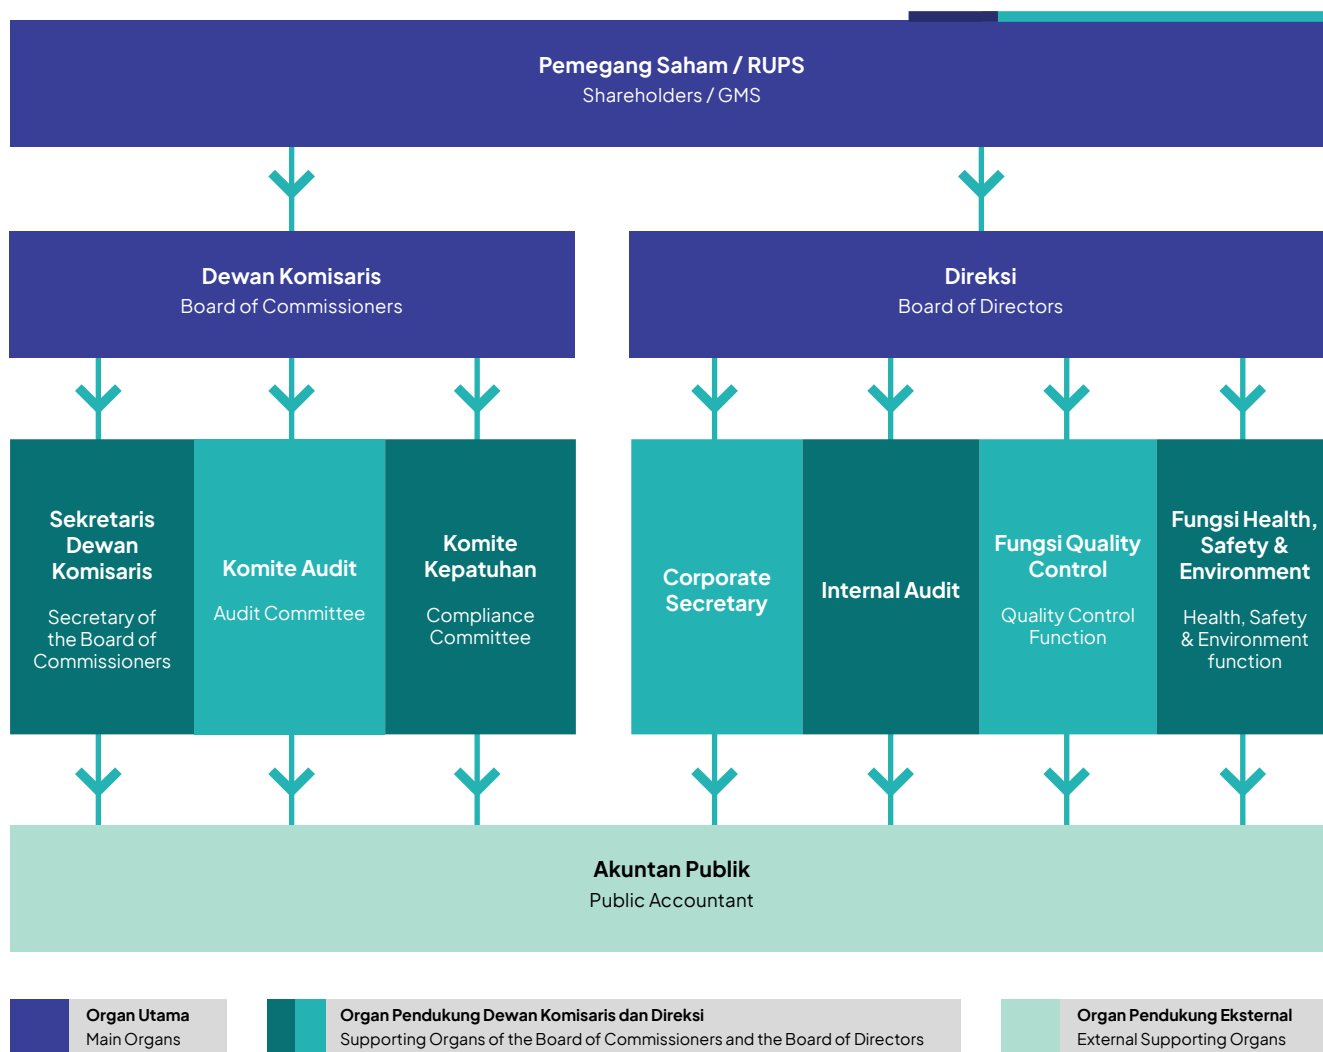 Pemegang Saham / RUPS
Shareholders / GMS
Dewan Komisaris
Board of Commissioners
Direksi
Board of Directors
Sekretaris
Dewan
Komisaris
Secretary of
the Board of
Commissioners
Komite Audit
Audit Committee
Komite
Kepatuhan
Compliance
Committee
Corporate
Secretary
Internal Audit
Fungsi Quality
Control
Quality Control
Function
Fungsi Health,
Safety &
Environment
Health, Safety
& Environment
function
Akuntan Publik
Public Accountant
Organ Utama
Main Organs
Organ Pendukung Dewan Komisaris dan Direksi
Supporting Organs of the Board of Commissioners and the Board of Directors
Organ Pendukung Eksternal
External Supporting Organs